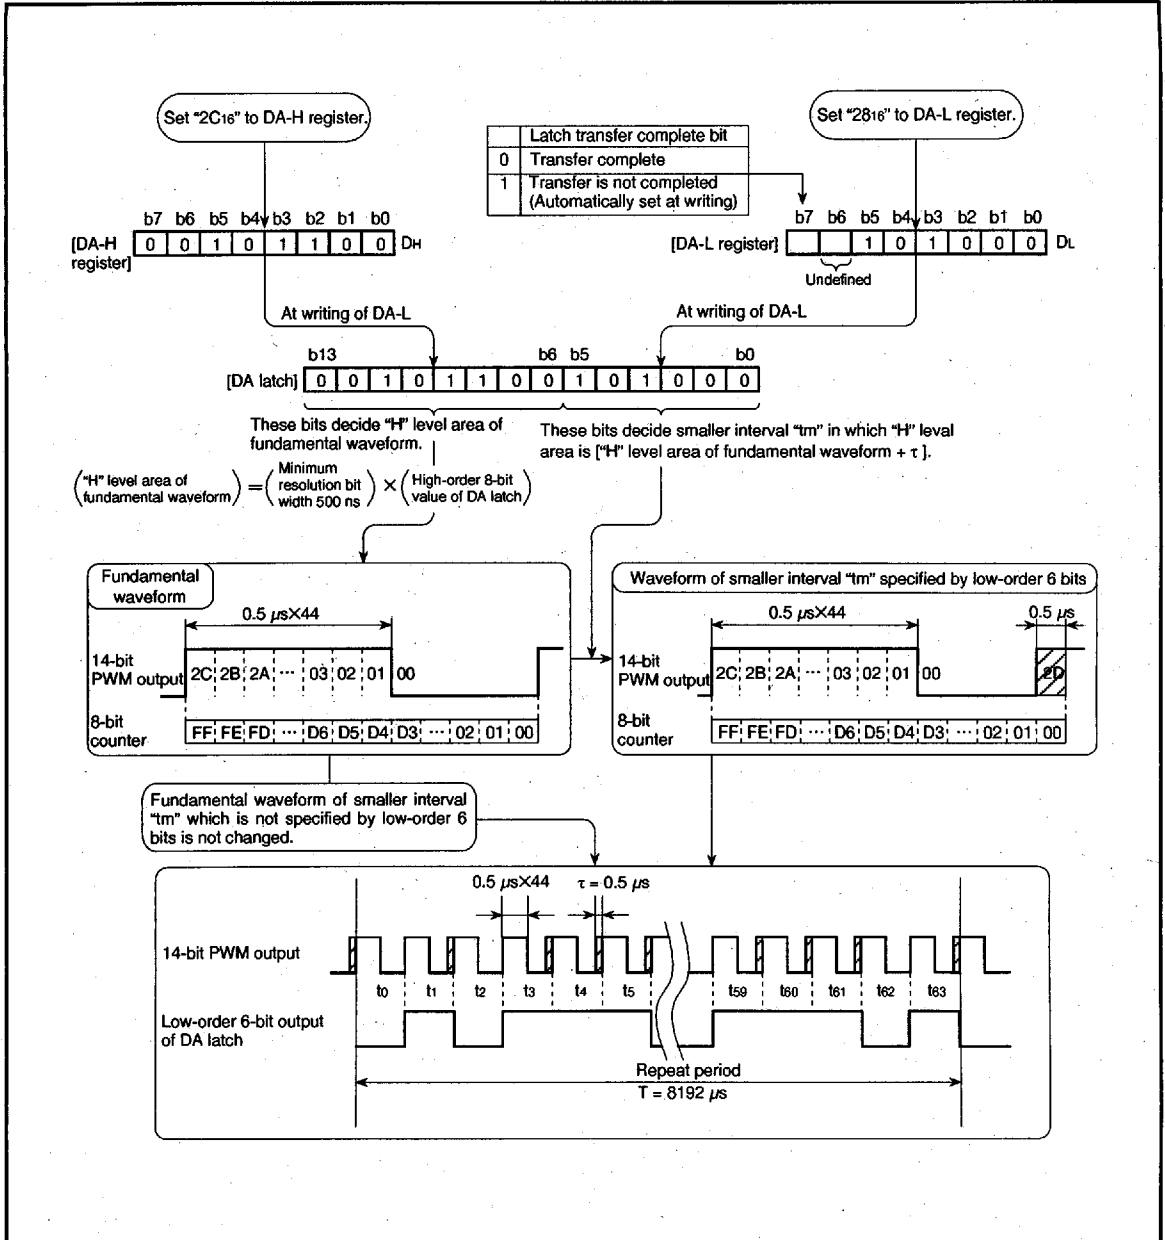 Set "2C16" to DA-H register.
Set "2816" to DA-L register.
Latch transfer complete bit
0 Transfer complete
1 Transfer is not completed
(Automatically set at writing)
b7 b6 b5 b4 b3 b2 b1 b0
[DA-H register] 0 0 1 0 1 1 0 0 DH
b7 b6 b5 b4 b3 b2 b1 b0
[DA-L register] 1 0 1 0 0 0 DL
Undefined
At writing of DA-L
At writing of DA-L
b13 b6 b5 b0
[DA latch] 0 0 1 0 1 1 0 0 1 0 1 0 0 0
These bits decide "H" level area of
fundamental waveform.
These bits decide smaller interval "tm" in which "H" leval
area is ["H" level area of fundamental waveform + τ ].
("H" level area of fundamental waveform) = (Minimum resolution bit width 500 ns) × (High-order 8-bit value of DA latch)
Fundamental
waveform
0.5 μs×44
14-bit
PWM output
2C 2B 2A ··· 03 02 01 00
8-bit
counter
FF FE FD ··· D6 D5 D4 D3 ··· 02 01 00
Waveform of smaller interval "tm" specified by low-order 6 bits
0.5 μs×44
0.5 μs
14-bit
PWM output
2C 2B 2A ··· 03 02 01 00 2D
8-bit
counter
FF FE FD ··· D6 D5 D4 D3 ··· 02 01 00
Fundamental waveform of smaller interval
"tm" which is not specified by low-order 6
bits is not changed.
0.5 μs×44 τ = 0.5 μs
14-bit PWM output
t0 t1 t2 t3 t4 t5 t59 t60 t61 t62 t63
Low-order 6-bit output
of DA latch
Repeat period
T = 8192 μs